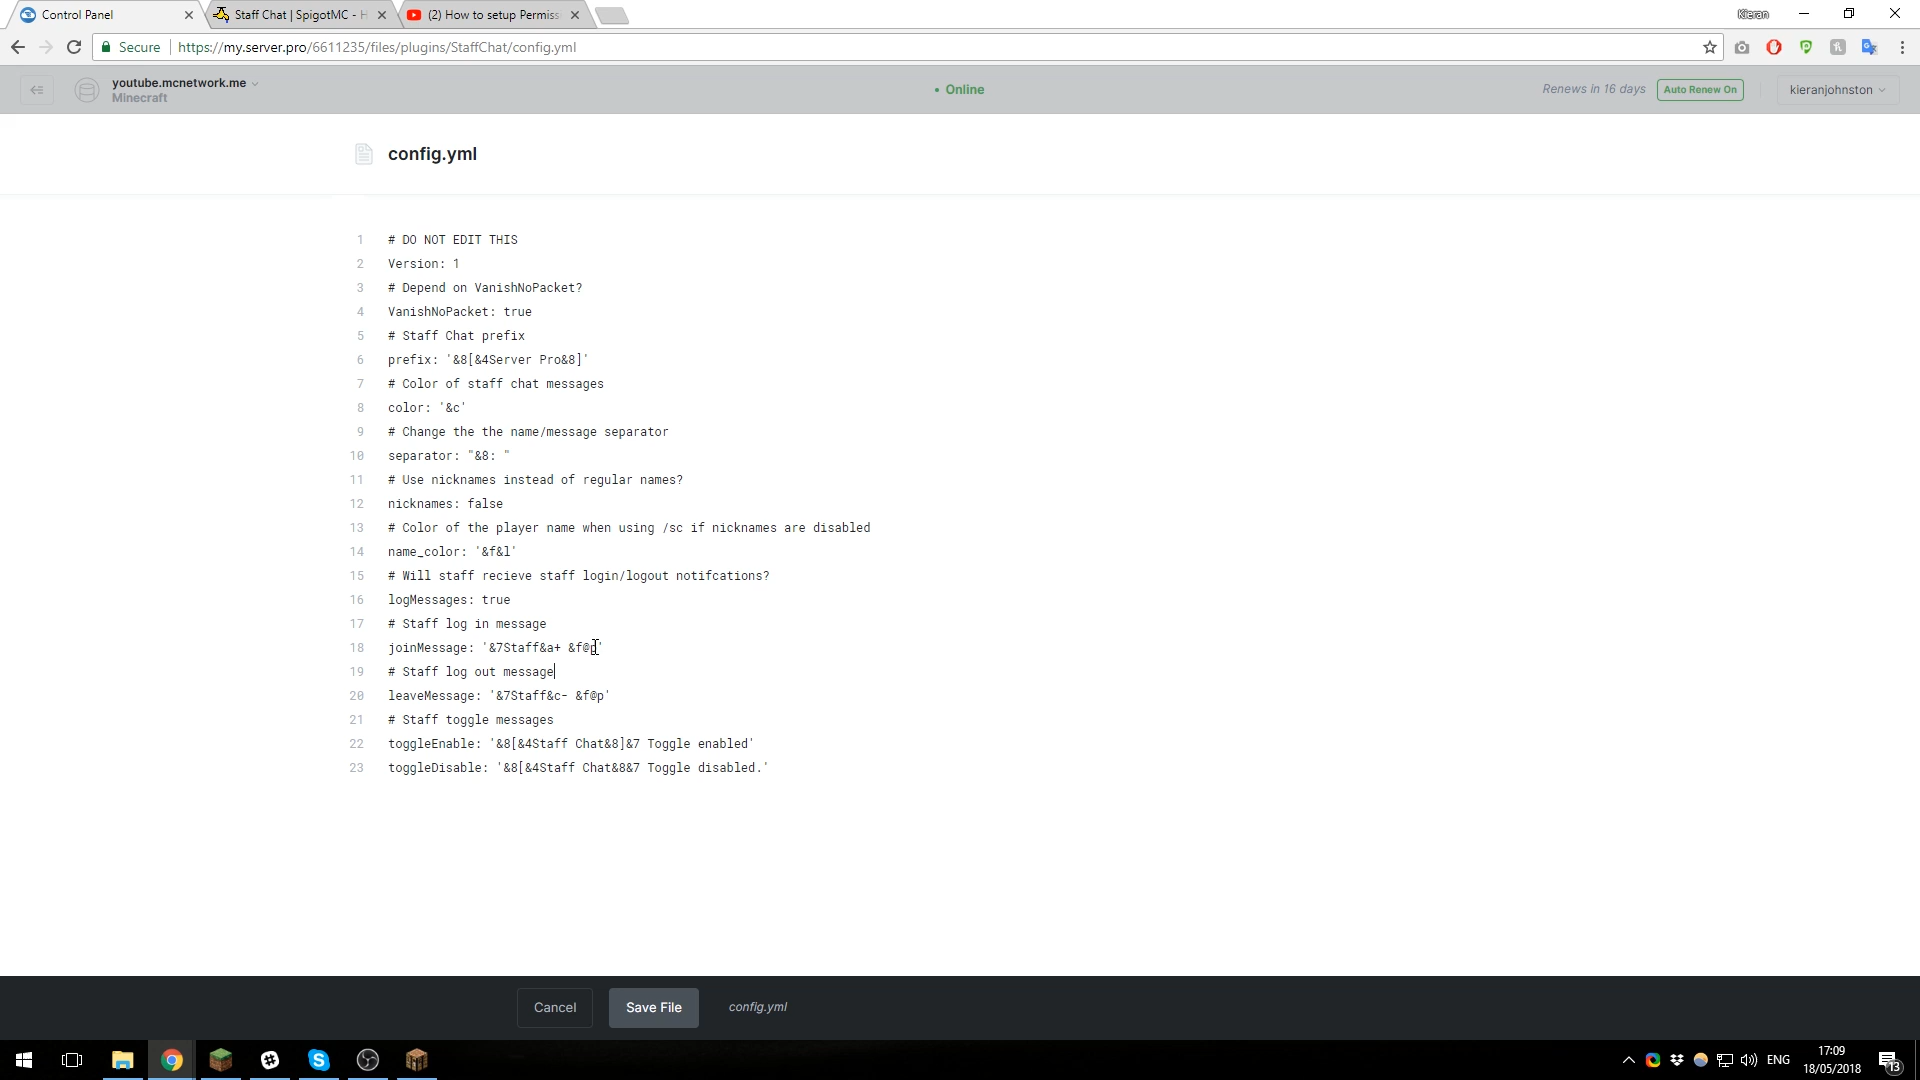 Control Panel
Staff Chat | SpigotMC - H
(2) How to setup Permiss
Kieran
Secure
https://my.server.pro/6611235/files/plugins/StaffChat/config.yml
youtube.mcnetwork.me
Minecraft
• Online
Renews in 16 days
Auto Renew On
kieranjohnston
config.yml
1 # DO NOT EDIT THIS
2 Version: 1
3 # Depend on VanishNoPacket?
4 VanishNoPacket: true
5 # Staff Chat prefix
6 prefix: '&8[&4Server Pro&8]'
7 # Color of staff chat messages
8 color: '&c'
9 # Change the the name/message separator
10 separator: "&8: "
11 # Use nicknames instead of regular names?
12 nicknames: false
13 # Color of the player name when using /sc if nicknames are disabled
14 name_color: '&f&l'
15 # Will staff recieve staff login/logout notifcations?
16 logMessages: true
17 # Staff log in message
18 joinMessage: '&7Staff&a+ &f@p'
19 # Staff log out message
20 leaveMessage: '&7Staff&c- &f@p'
21 # Staff toggle messages
22 toggleEnable: '&8[&4Staff Chat&8]&7 Toggle enabled'
23 toggleDisable: '&8[&4Staff Chat&8&7 Toggle disabled.'
Cancel
Save File
config.yml
ENG
17:09
18/05/2018
13